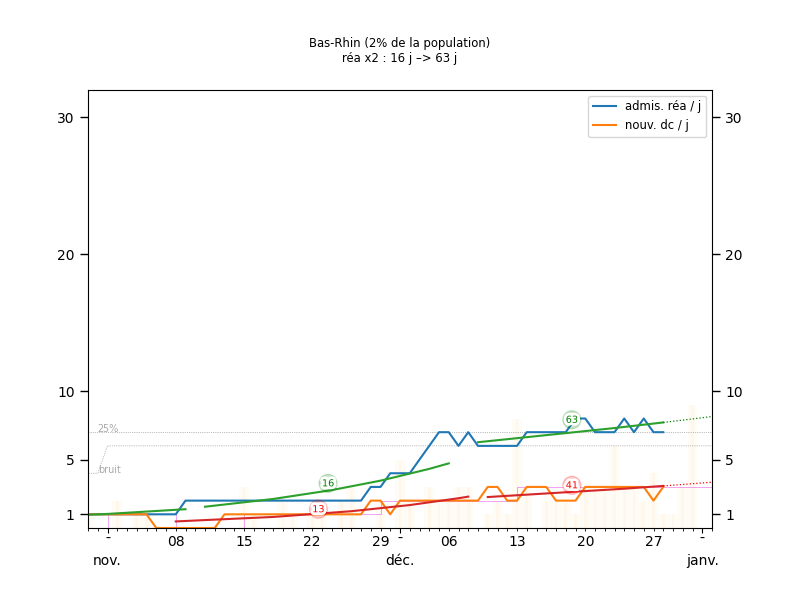 Bas-Rhin (2% de la population)
réa x2 : 16 j –> 63 j
admis. réa / j
nouv. dc / j
30
30
20
20
10
10
5
5
1
1
25%
bruit
16
13
63
41
- 08 15 22 29 - 06 13 20 27 -
nov. déc. janv.